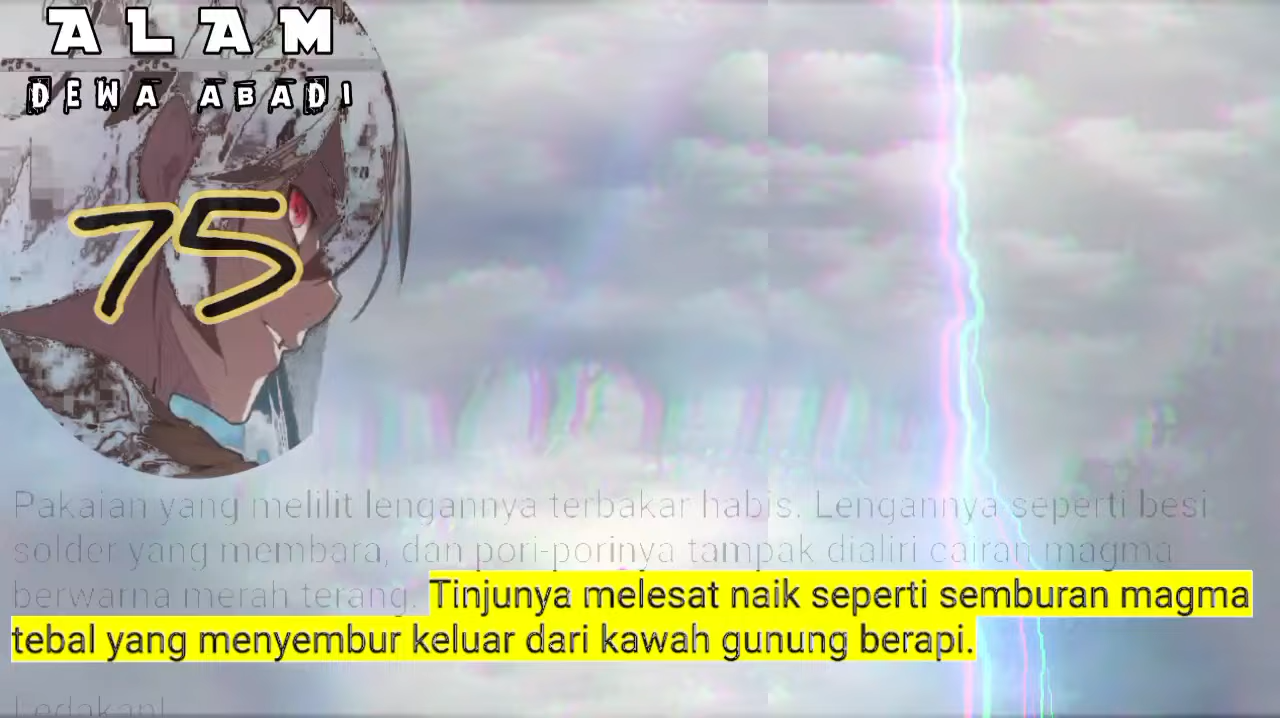 ALAM
DEWA ABADI
75
Pakaian yang melilit lengannya terbakar habis. Lengannya seperti besi
solder yang membara, dan pori-porinya tampak dialiri cairan magma
berwarna merah terang. Tinjunya melesat naik seperti semburan magma
tebal yang menyembur keluar dari kawah gunung berapi.
Ledakan!